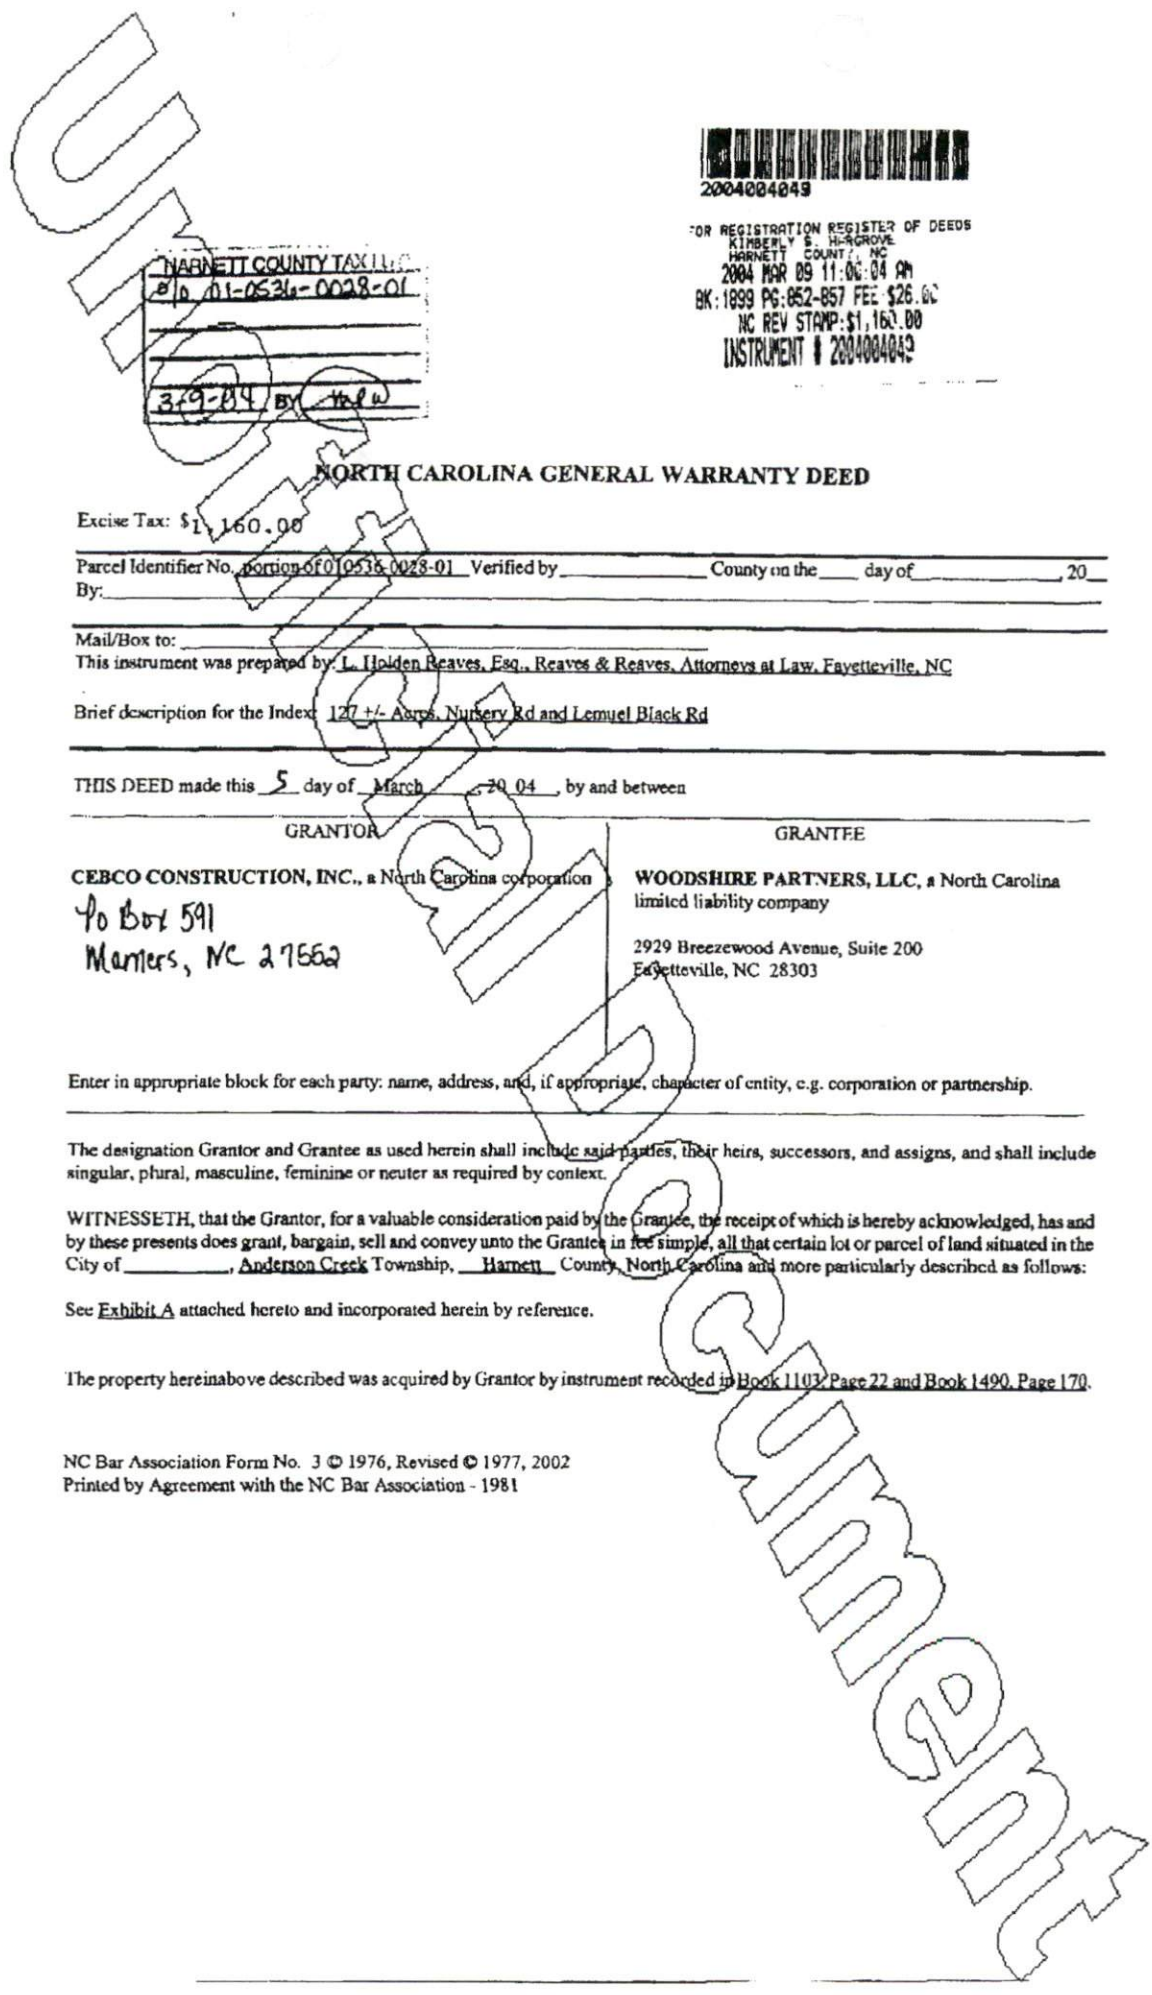 2004004049
FOR REGISTRATION REGISTER OF DEEDS
KIMBERLY S. HARGROVE
HARNETT COUNTY, NC
2004 MAR 09 11:06:04 AM
BK:1899 PG:852-857 FEE:$26.00
NC REV STAMP:$1,160.00
INSTRUMENT # 2004004049
HARNETT COUNTY TAX I.D.
p/o 01-0536-0028-01
3-9-04 BY
NORTH CAROLINA GENERAL WARRANTY DEED
Excise Tax: $1,160.00
Parcel Identifier No. portion of 010536-0028-01 Verified by ____________ County on the ____ day of ____________, 20__
By:
Mail/Box to:
This instrument was prepared by: L. Holden Reaves, Esq., Reaves & Reaves, Attorneys at Law, Fayetteville, NC
Brief description for the Index: 127 +/- Acres, Nursery Rd and Lemuel Black Rd
THIS DEED made this 5 day of March, 20 04, by and between
GRANTOR GRANTEE
CEBCO CONSTRUCTION, INC., a North Carolina corporation
Po Box 591
Mamers, NC 27552
WOODSHIRE PARTNERS, LLC, a North Carolina
limited liability company
2929 Breezewood Avenue, Suite 200
Fayetteville, NC 28303
Enter in appropriate block for each party: name, address, and, if appropriate, character of entity, e.g. corporation or partnership.
The designation Grantor and Grantee as used herein shall include said parties, their heirs, successors, and assigns, and shall include
singular, plural, masculine, feminine or neuter as required by context.
WITNESSETH, that the Grantor, for a valuable consideration paid by the Grantee, the receipt of which is hereby acknowledged, has and
by these presents does grant, bargain, sell and convey unto the Grantee in fee simple, all that certain lot or parcel of land situated in the
City of __________, Anderson Creek Township, Harnett County, North Carolina and more particularly described as follows:
See Exhibit A attached hereto and incorporated herein by reference.
The property hereinabove described was acquired by Grantor by instrument recorded in Book 1103, Page 22 and Book 1490, Page 170.
NC Bar Association Form No. 3 © 1976, Revised © 1977, 2002
Printed by Agreement with the NC Bar Association - 1981
Unofficial Document